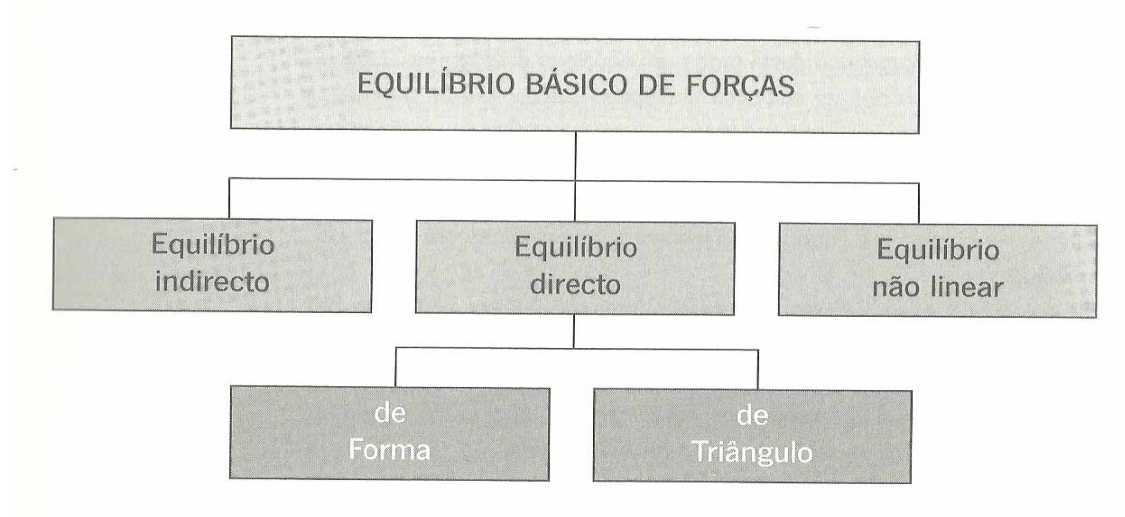 EQUILÍBRIO BÁSICO DE FORÇAS
Equilíbrio
indirecto
Equilíbrio
directo
Equilíbrio
não linear
de
Forma
de
Triângulo